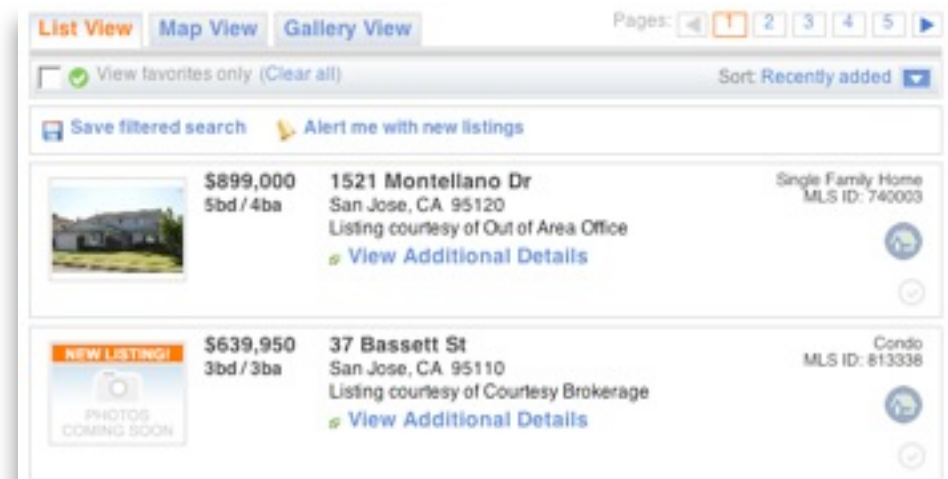 List View Map View Gallery View Pages: 1 2 3 4 5
View favorites only (Clear all) Sort: Recently added
Save filtered search Alert me with new listings
$899,000 1521 Montellano Dr Single Family Home
5bd / 4ba San Jose, CA 95120 MLS ID: 740003
Listing courtesy of Out of Area Office
View Additional Details
NEW LISTING! $639,950 37 Bassett St Condo
3bd / 3ba San Jose, CA 95110 MLS ID: 813338
Listing courtesy of Courtesy Brokerage
PHOTOS View Additional Details
COMING SOON